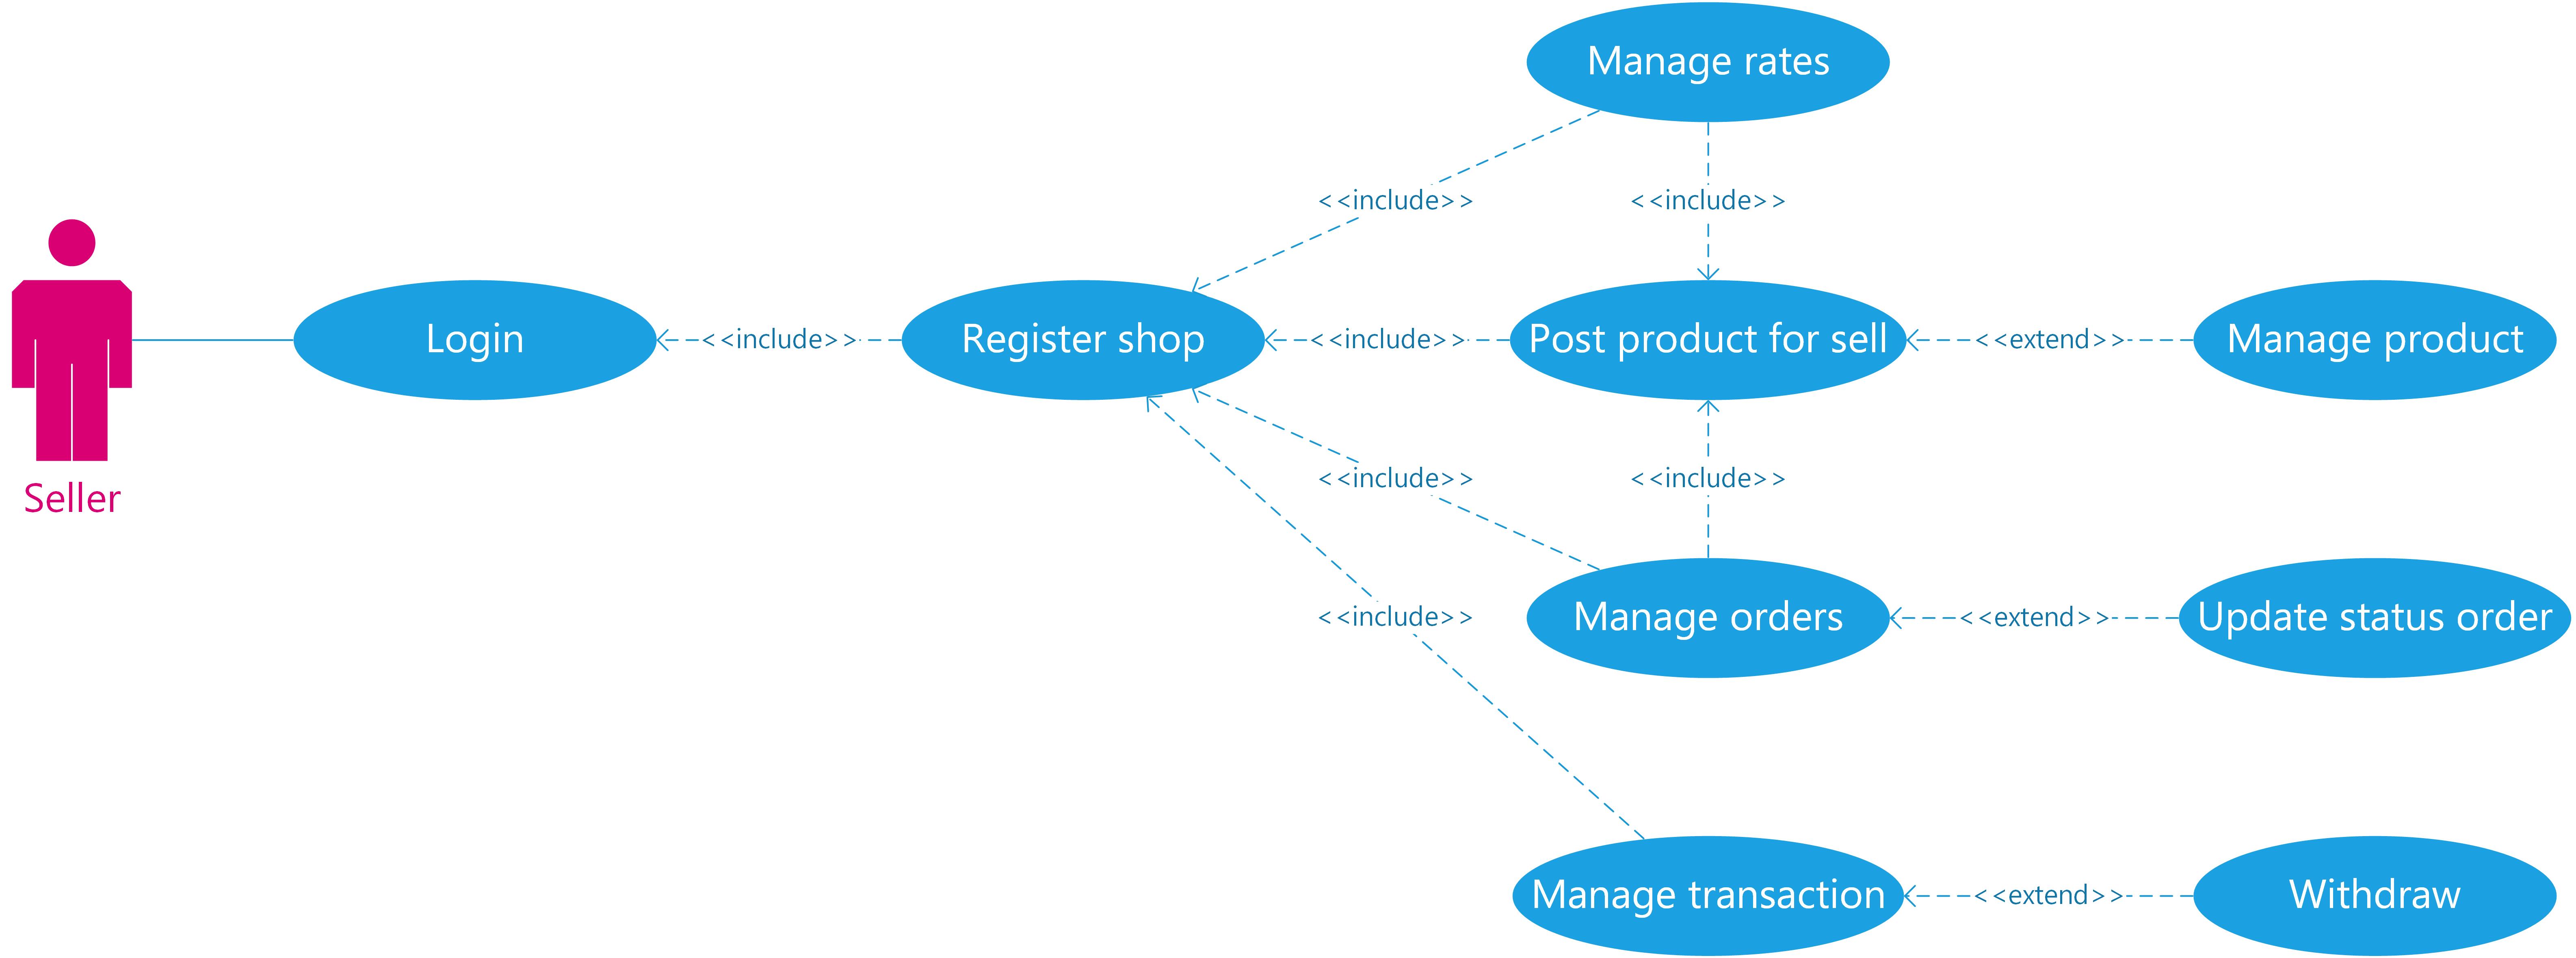 Manage rates
<<include>>
<<include>>
Seller
Login
<<include>>
Register shop
<<include>>
Post product for sell
<<extend>>
Manage product
<<include>>
<<include>>
<<include>>
Manage orders
<<extend>>
Update status order
Manage transaction
<<extend>>
Withdraw